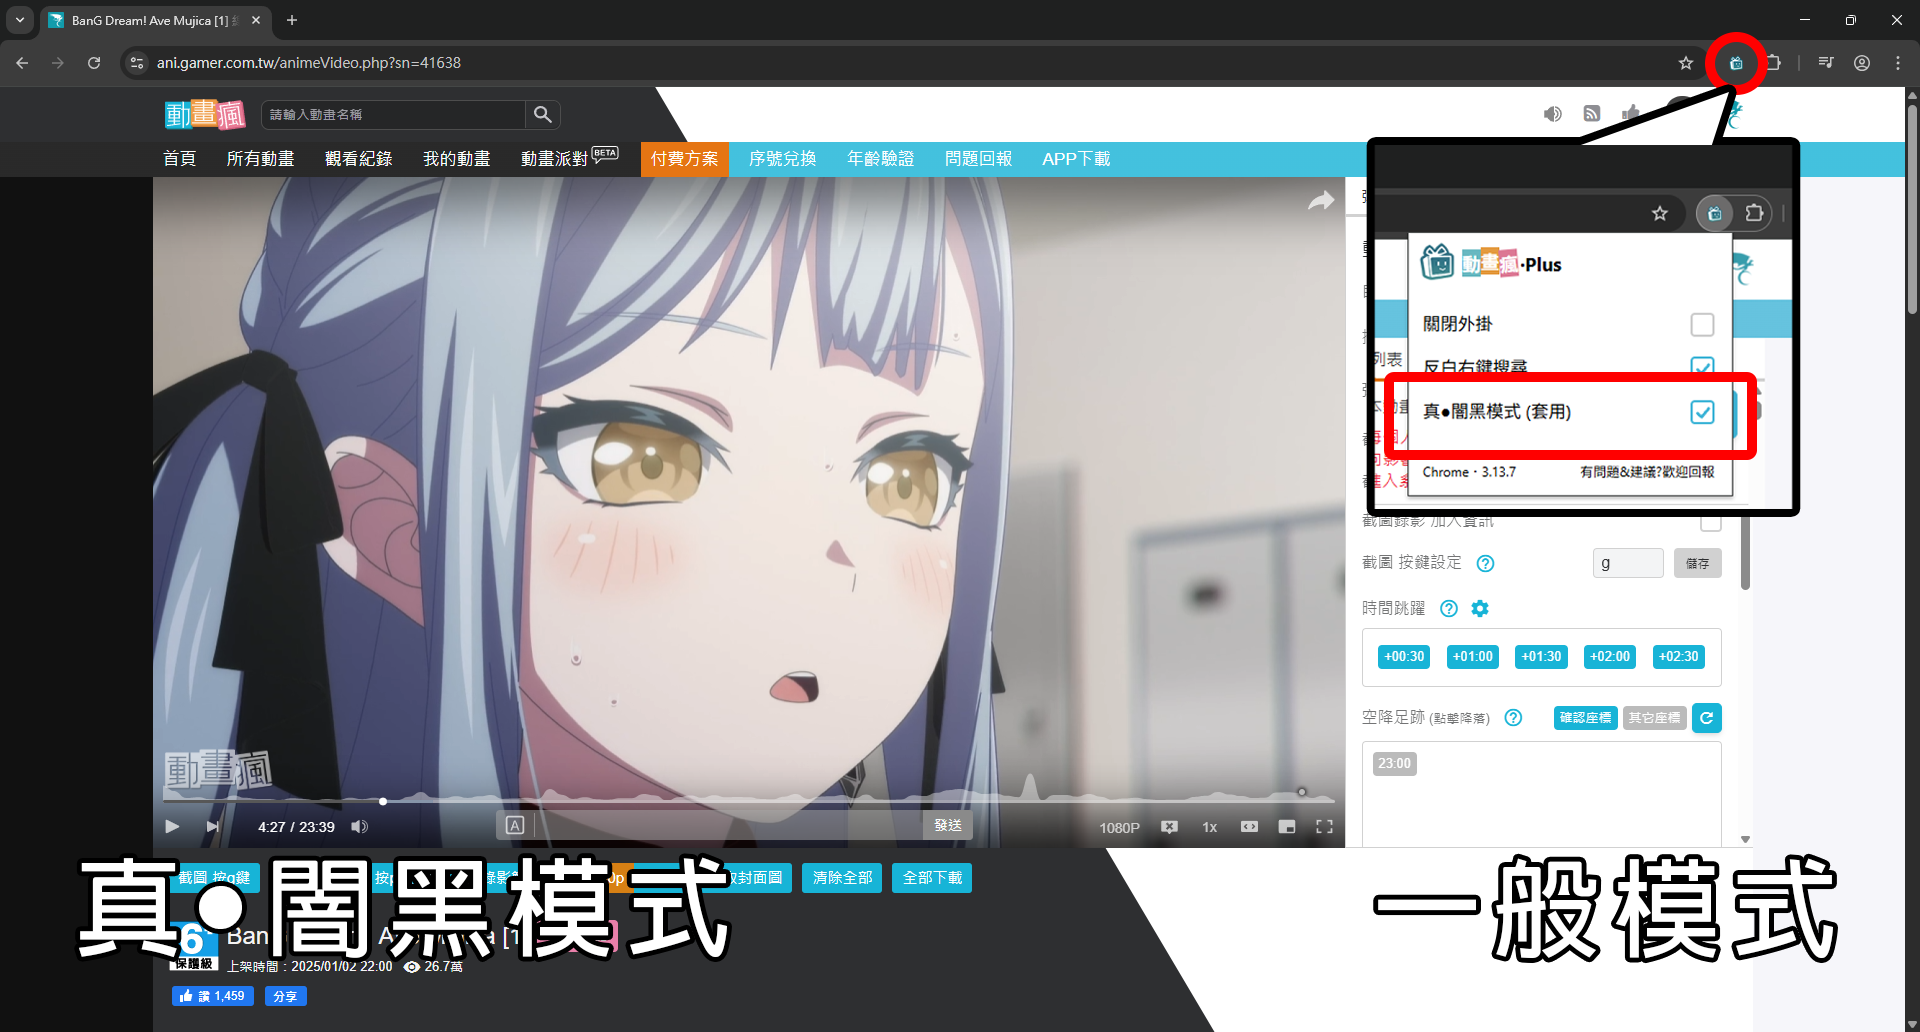 BanG Dream! Ave Mujica [1]
ani.gamer.com.tw/animeVideo.php?sn=41638
動畫瘋
請輸入動畫名稱
首頁 所有動畫 觀看紀錄 我的動畫 動畫派對 BETA 付費方案 序號兌換 年齡驗證 問題回報 APP下載
動畫瘋·Plus
關閉外掛
列表
反白右鍵搜尋
真●闇黑模式 (套用)
Chrome · 3.13.7 有問題&建議?歡迎回報
截圖錄影 加入資訊
截圖 按鍵設定 g 儲存
時間跳躍
+00:30 +01:00 +01:30 +02:00 +02:30
空降足跡 (點擊降落) 確認座標 其它座標
23:00
動畫瘋
4:27 / 23:39 A 發送 1080P 1x
截圖 按g鍵 封面圖 清除全部 全部下載
真●闇黑模式
一般模式
6+
保護級
上架時間：2025/01/02 22:00 26.7萬
讚 1,459 分享